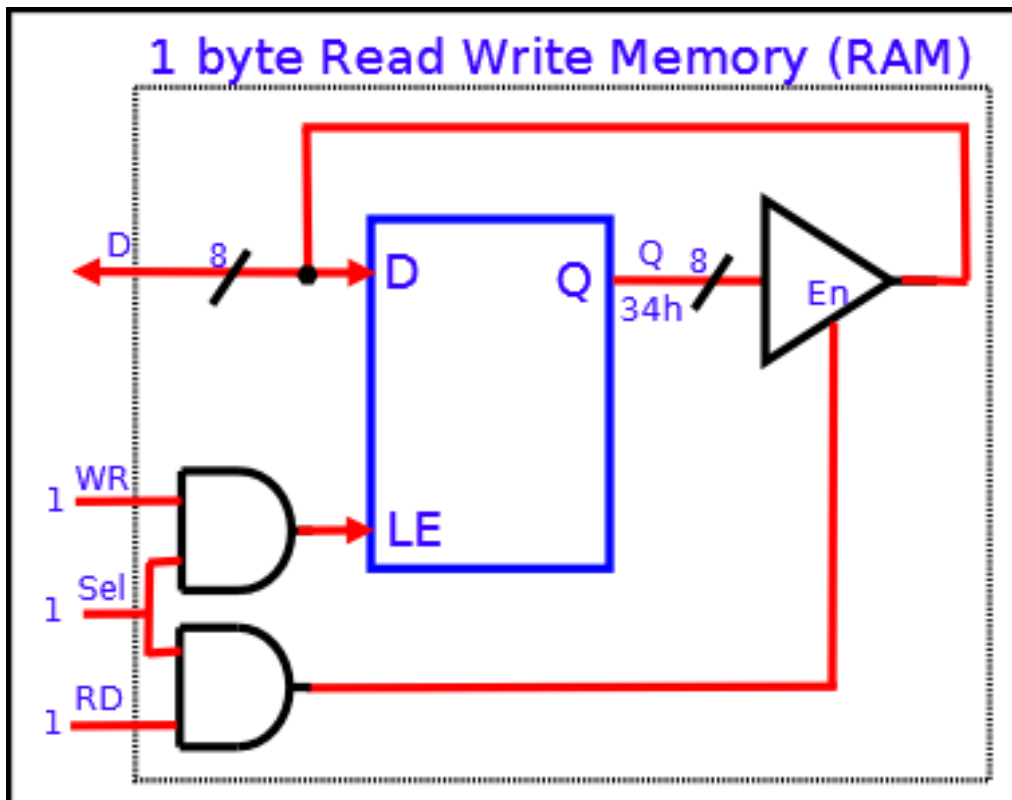 1 byte Read Write Memory (RAM)
D 8 D Q Q 8 En
34h
WR
1
LE
Sel
1
RD
1